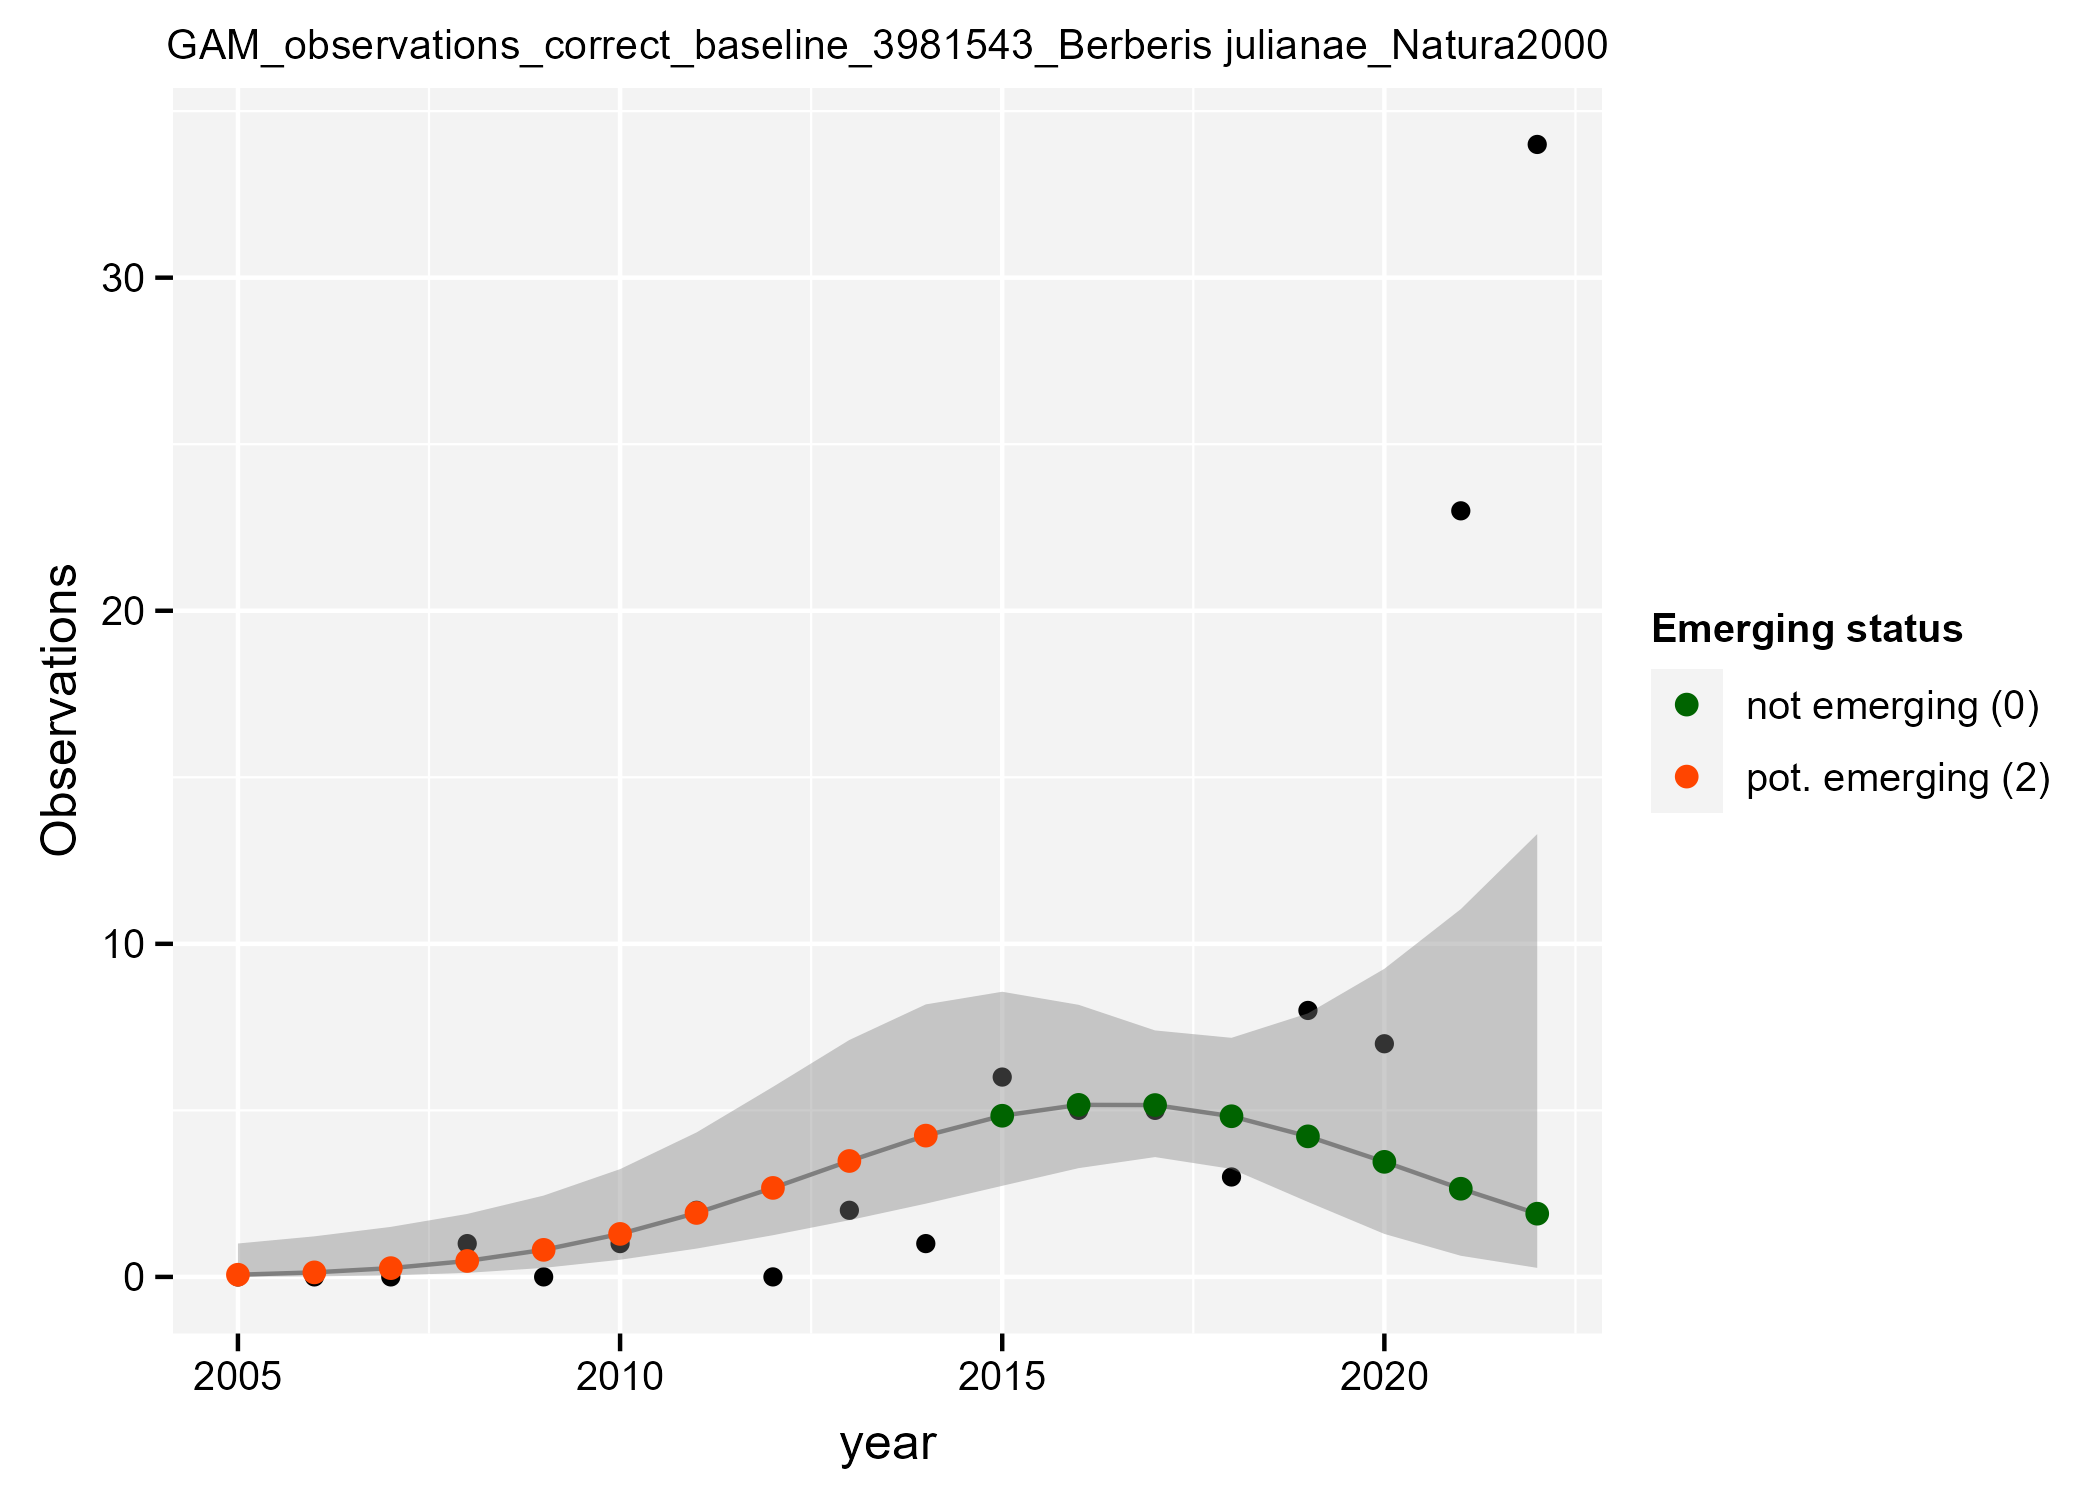 GAM_observations_correct_baseline_3981543_Berberis julianae_Natura2000
Observations
30
20
10
0
2005 2010 2015 2020
year
Emerging status
not emerging (0)
pot. emerging (2)